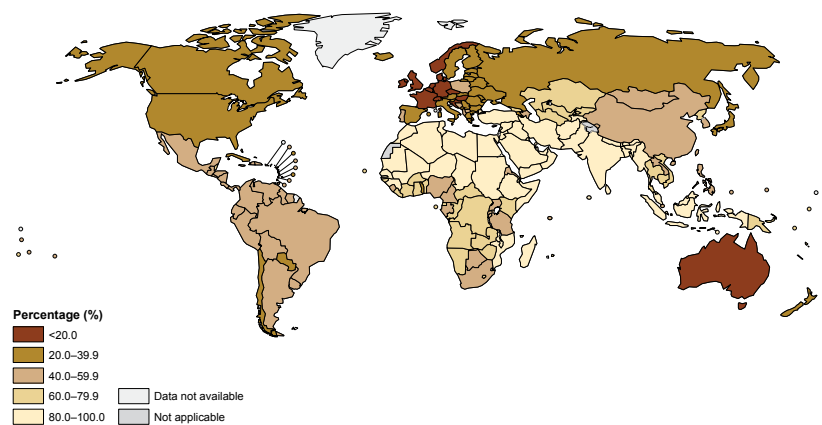 Percentage (%)
<20.0
20.0–39.9
40.0–59.9
60.0–79.9
80.0–100.0
Data not available
Not applicable